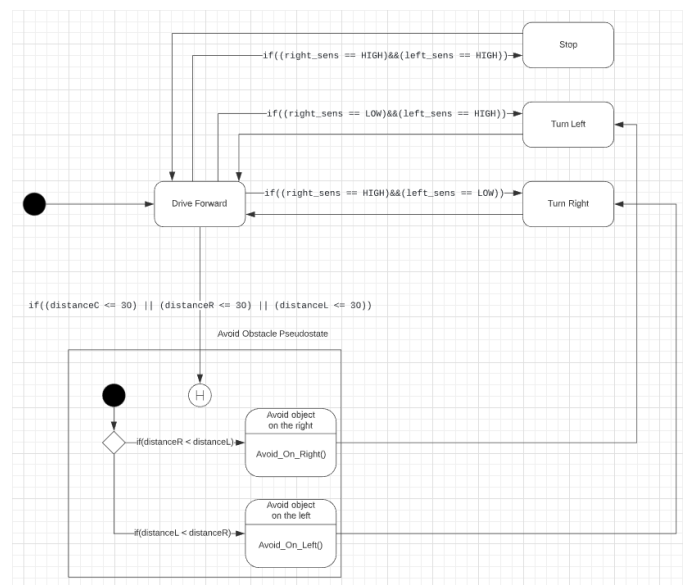 Stop
if((right_sens == HIGH)&&(left_sens == HIGH))
if((right_sens == LOW)&&(left_sens == HIGH))
Turn Left
if((right_sens == HIGH)&&(left_sens == LOW))
Drive Forward
Turn Right
if((distanceC <= 30) || (distanceR <= 30) || (distanceL <= 30))
Avoid Obstacle Pseudostate
H
Avoid object
on the right
if(distanceR < distanceL)
Avoid_On_Right()
Avoid object
on the left
if(distanceL < distanceR)
Avoid_On_Left()